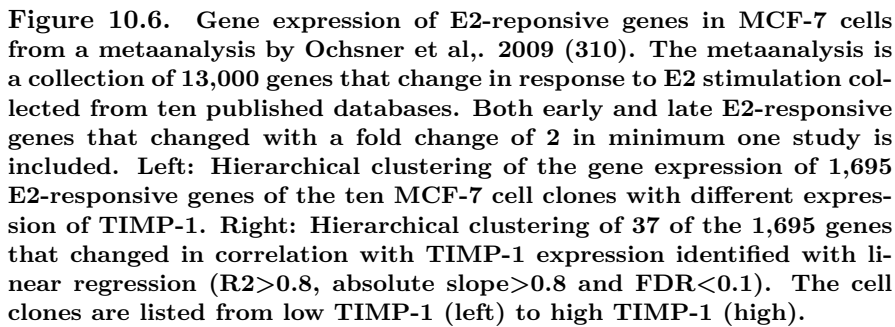 Figure 10.6. Gene expression of E2-reponsive genes in MCF-7 cells
from a metaanalysis by Ochsner et al,. 2009 (310). The metaanalysis is
a collection of 13,000 genes that change in response to E2 stimulation col-
lected from ten published databases. Both early and late E2-responsive
genes that changed with a fold change of 2 in minimum one study is
included. Left: Hierarchical clustering of the gene expression of 1,695
E2-responsive genes of the ten MCF-7 cell clones with different expres-
sion of TIMP-1. Right: Hierarchical clustering of 37 of the 1,695 genes
that changed in correlation with TIMP-1 expression identified with li-
near regression (R2>0.8, absolute slope>0.8 and FDR<0.1). The cell
clones are listed from low TIMP-1 (left) to high TIMP-1 (high).